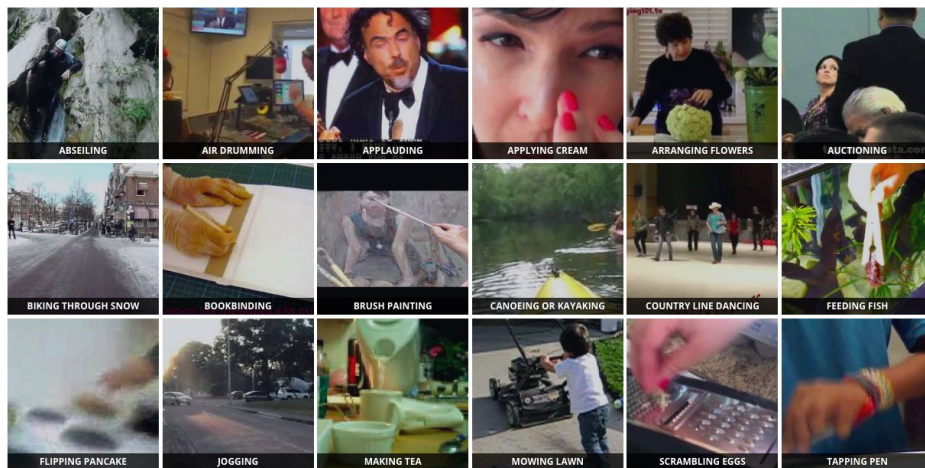 ABSEILING
AIR DRUMMING
APPLAUDING
APPLYING CREAM
ARRANGING FLOWERS
AUCTIONING
BIKING THROUGH SNOW
BOOKBINDING
BRUSH PAINTING
CANOEING OR KAYAKING
COUNTRY LINE DANCING
FEEDING FISH
FLIPPING PANCAKE
JOGGING
MAKING TEA
MOWING LAWN
SCRAMBLING EGGS
TAPPING PEN